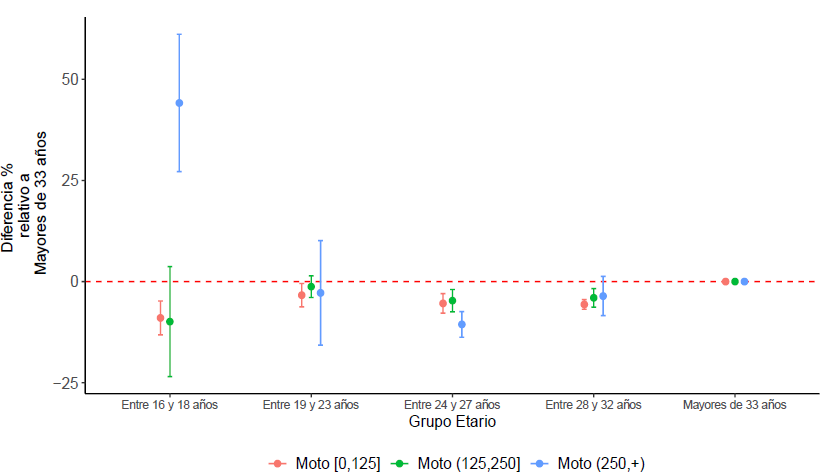 Diferencia %
relativo a
Mayores de 33 años
50
25
0
−25
Entre 16 y 18 años
Entre 19 y 23 años
Entre 24 y 27 años
Entre 28 y 32 años
Mayores de 33 años
Grupo Etario
Moto [0,125]
Moto (125,250]
Moto (250,+)